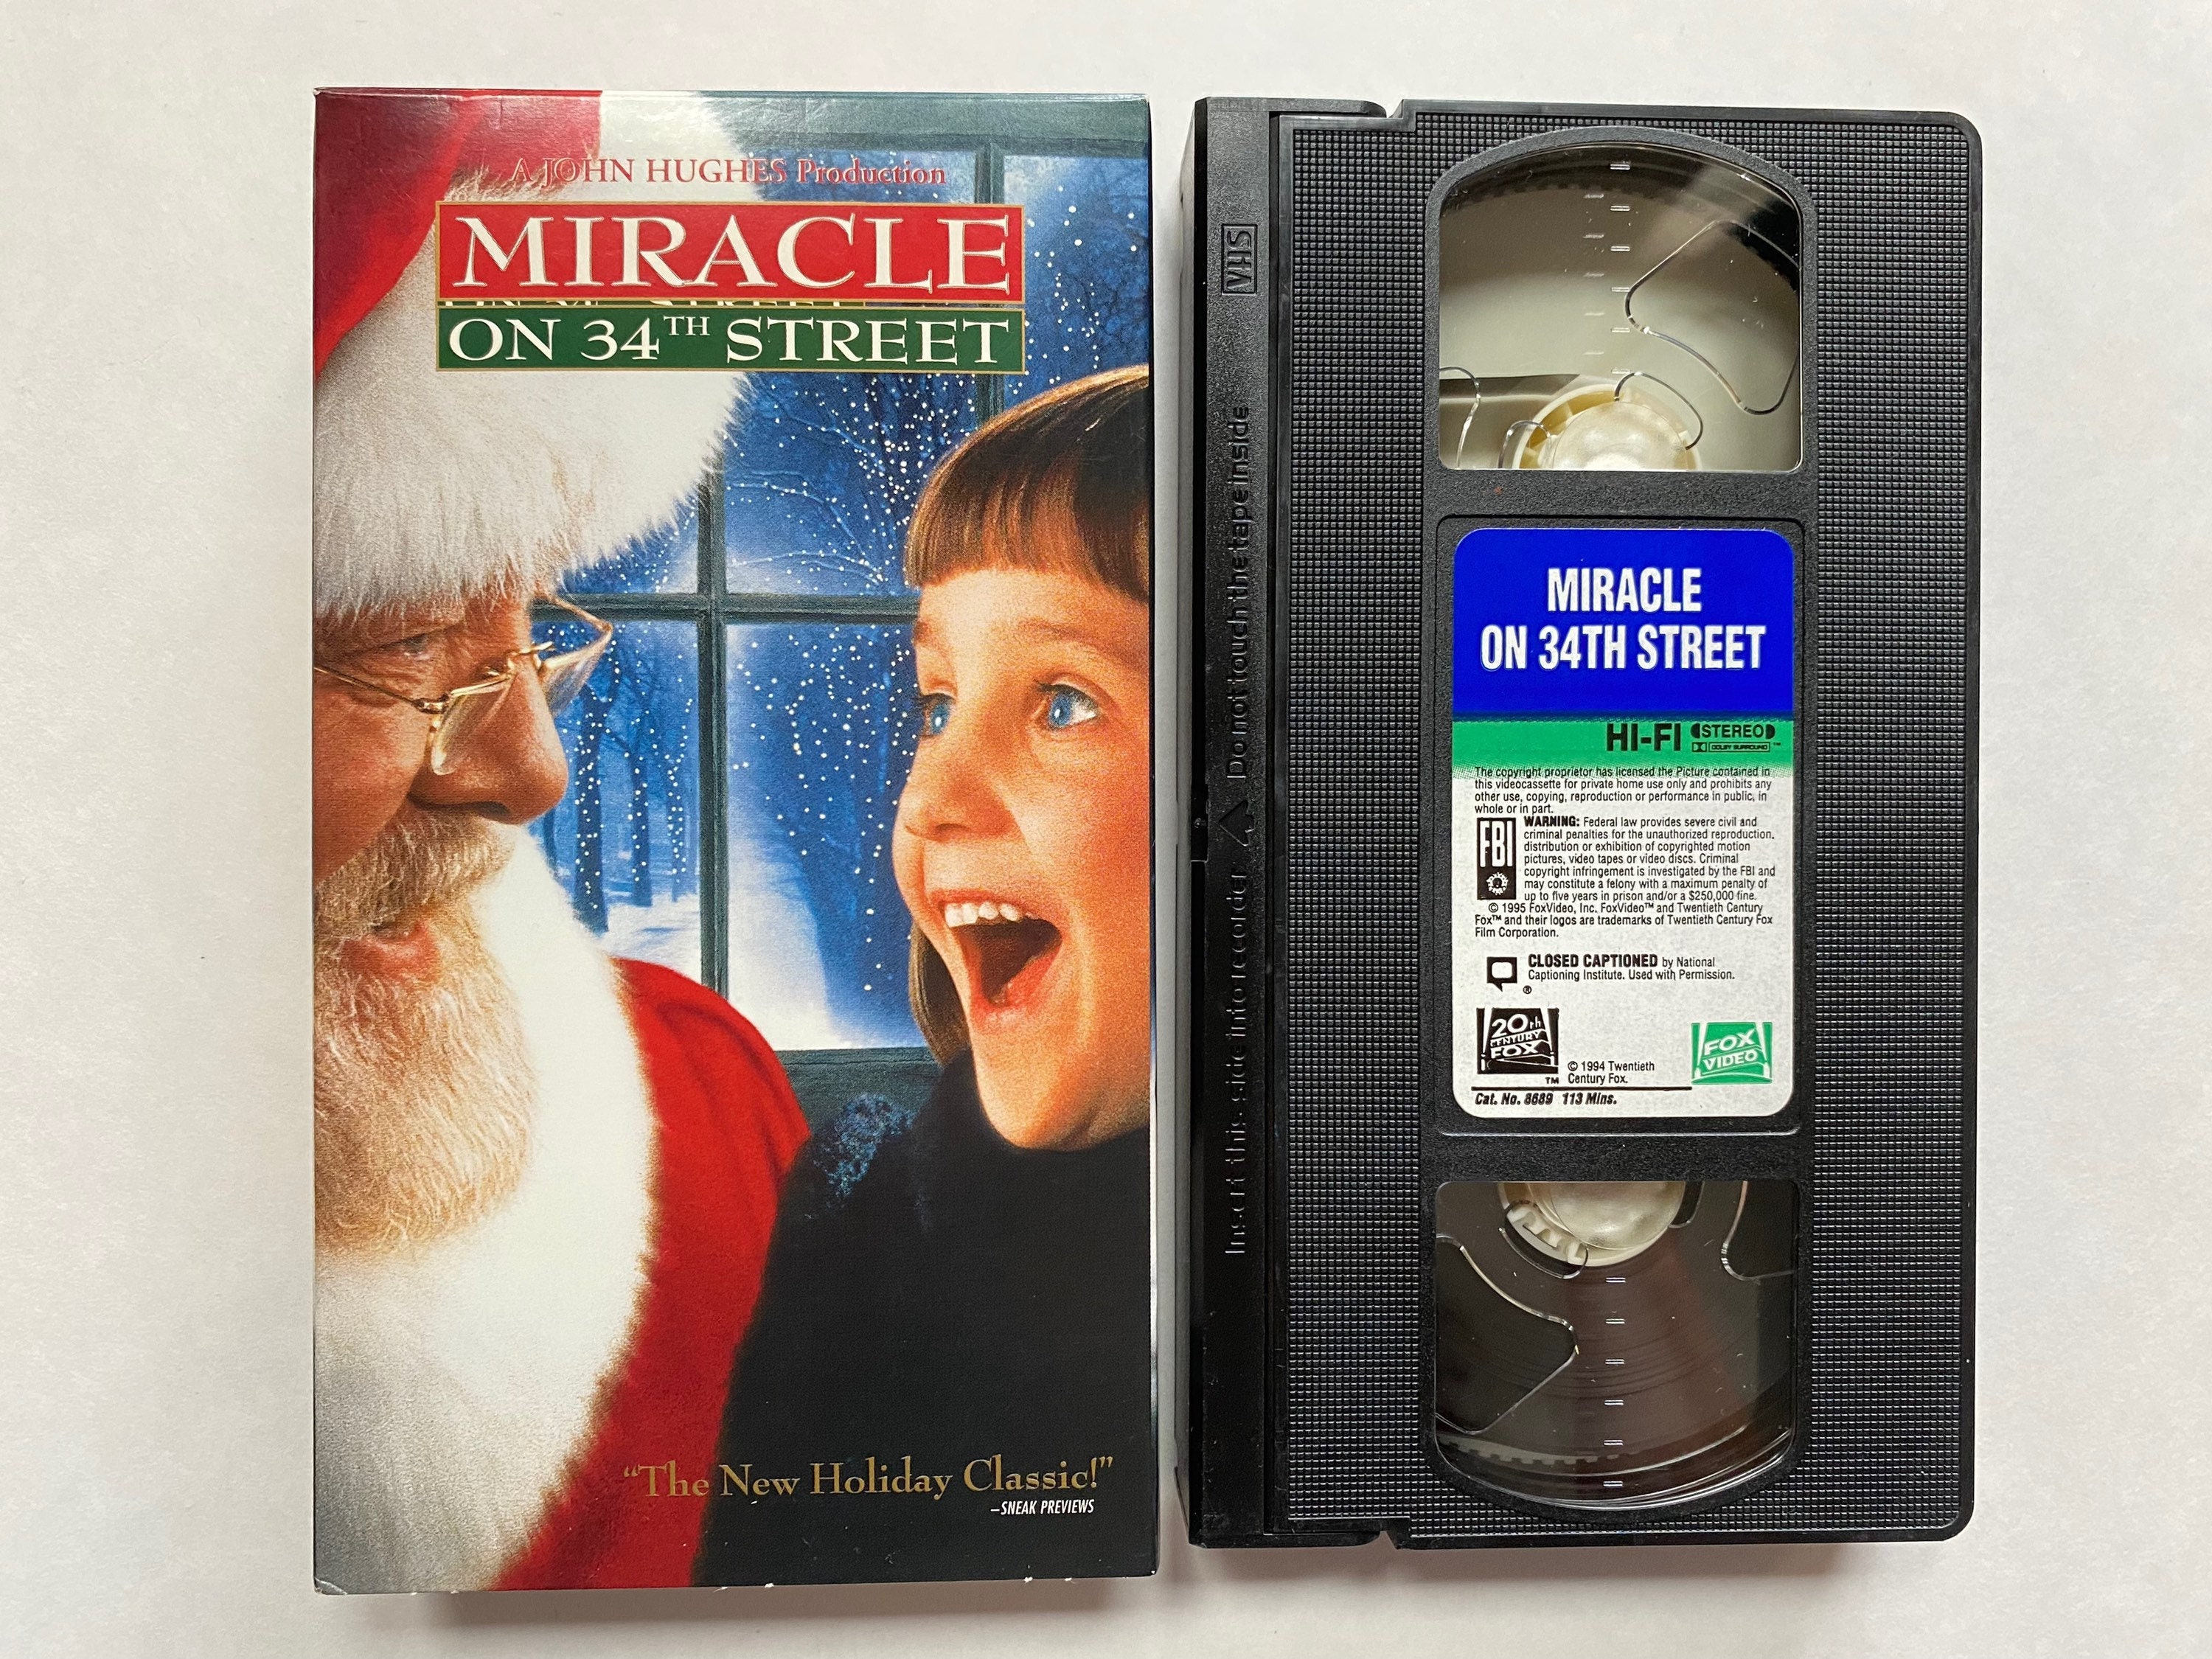 A JOHN HUGHES Production
MIRACLE
ON 34TH STREET
"The New Holiday Classic!"
–SNEAK PREVIEWS
VHS
Insert this side into recorder △ Do not touch the tape inside
MIRACLE
ON 34TH STREET
HI-FI STEREO
DOLBY SURROUND ™
The copyright proprietor has licensed the Picture contained in
this videocassette for private home use only and prohibits any
other use, copying, reproduction or performance in public, in
whole or in part.
FBI
WARNING: Federal law provides severe civil and
criminal penalties for the unauthorized reproduction,
distribution or exhibition of copyrighted motion
pictures, video tapes or video discs. Criminal
copyright infringement is investigated by the FBI and
may constitute a felony with a maximum penalty of
up to five years in prison and/or a $250,000 fine.
© 1995 FoxVideo, Inc. FoxVideo™ and Twentieth Century
Fox™ and their logos are trademarks of Twentieth Century Fox
Film Corporation.
CLOSED CAPTIONED by National
Captioning Institute. Used with Permission.
®
20th
CENTURY
FOX
TM
© 1994 Twentieth
Century Fox.
FOX
VIDEO
Cat. No. 8689 113 Mins.